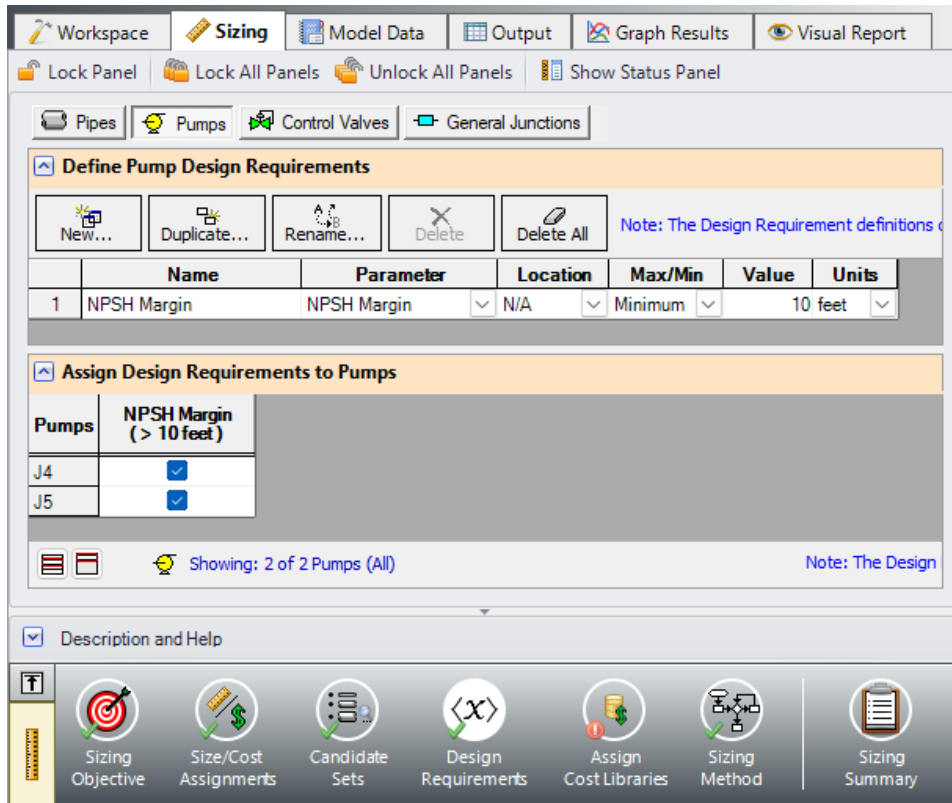 Workspace Sizing Model Data Output Graph Results Visual Report
Lock Panel Lock All Panels Unlock All Panels Show Status Panel
Pipes Pumps Control Valves General Junctions
Define Pump Design Requirements
New... Duplicate... Rename... Delete Delete All Note: The Design Requirement definitions
Name Parameter Location Max/Min Value Units
1 NPSH Margin NPSH Margin N/A Minimum 10 feet
Assign Design Requirements to Pumps
Pumps NPSH Margin
( > 10 feet )
J4
J5
Showing: 2 of 2 Pumps (All) Note: The Design
Description and Help
Sizing Size/Cost Candidate Design Assign Sizing Sizing
Objective Assignments Sets Requirements Cost Libraries Method Summary